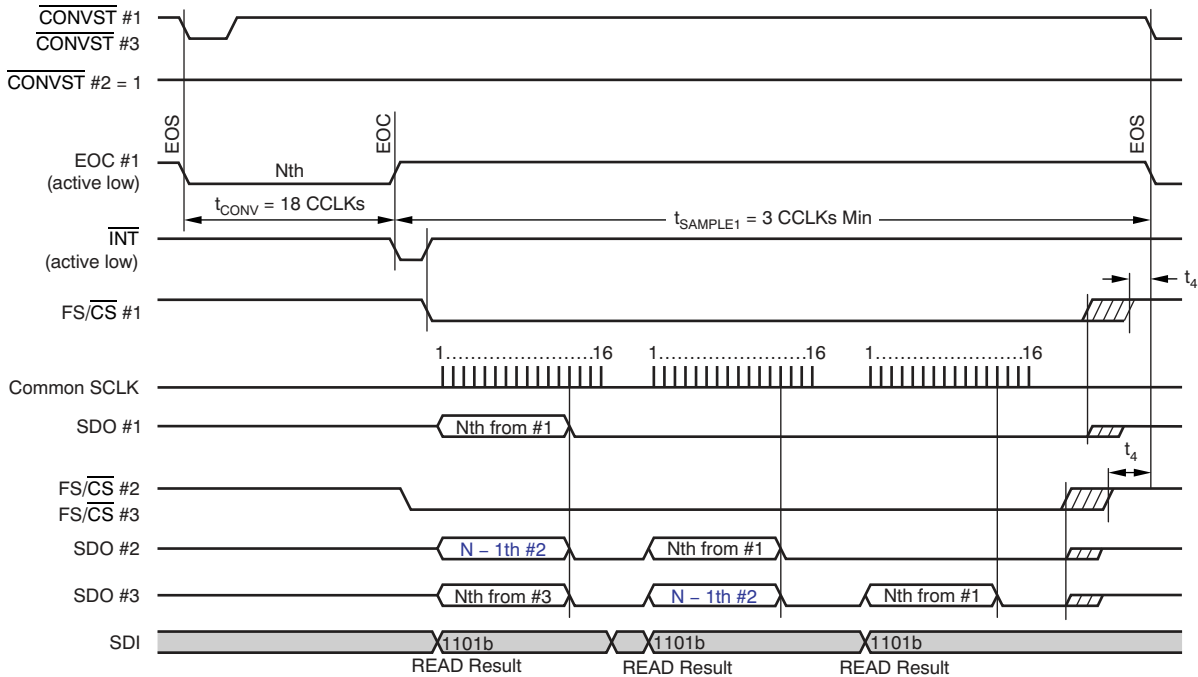 CONVST #1
CONVST #3
CONVST #2 = 1
EOS
EOC
EOS
EOC #1
(active low)
Nth
tCONV = 18 CCLKs
tSAMPLE1 = 3 CCLKs Min
INT
(active low)
t4
FS/CS #1
1.......................16
1.......................16
1.......................16
Common SCLK
SDO #1
Nth from #1
t4
FS/CS #2
FS/CS #3
SDO #2
N – 1th #2
Nth from #1
SDO #3
Nth from #3
N – 1th #2
Nth from #1
SDI
1101b
1101b
1101b
READ Result
READ Result
READ Result